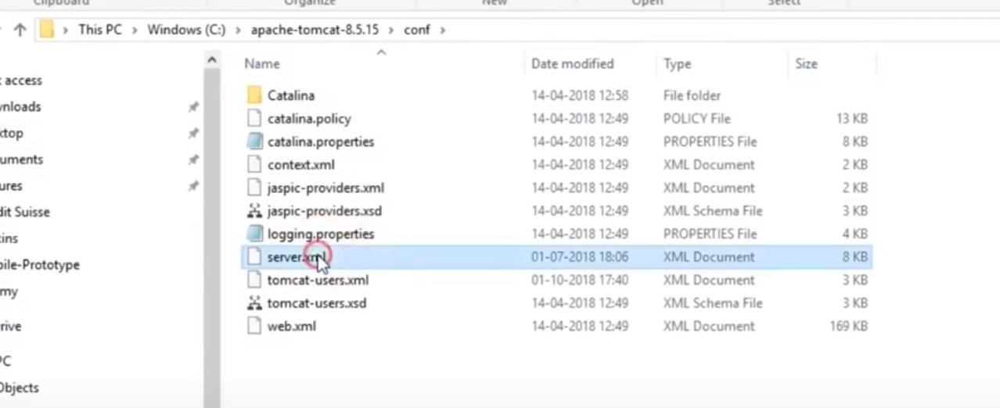 Clipboard Organize New Open Select
This PC > Windows (C:) > apache-tomcat-8.5.15 > conf >
Name Date modified Type Size
access
Catalina 14-04-2018 12:58 File folder
wnloads
catalina.policy 14-04-2018 12:49 POLICY File 13 KB
ktop
catalina.properties 14-04-2018 12:49 PROPERTIES File 8 KB
uments
context.xml 14-04-2018 12:49 XML Document 2 KB
ures
jaspic-providers.xml 14-04-2018 12:49 XML Document 2 KB
dit Suisse
jaspic-providers.xsd 14-04-2018 12:49 XML Schema File 3 KB
kins
logging.properties 14-04-2018 12:49 PROPERTIES File 4 KB
server.xml 01-07-2018 18:06 XML Document 8 KB
bile-Prototype
tomcat-users.xml 01-10-2018 17:40 XML Document 3 KB
my
tomcat-users.xsd 14-04-2018 12:49 XML Schema File 3 KB
rive
web.xml 14-04-2018 12:49 XML Document 169 KB
PC
Objects